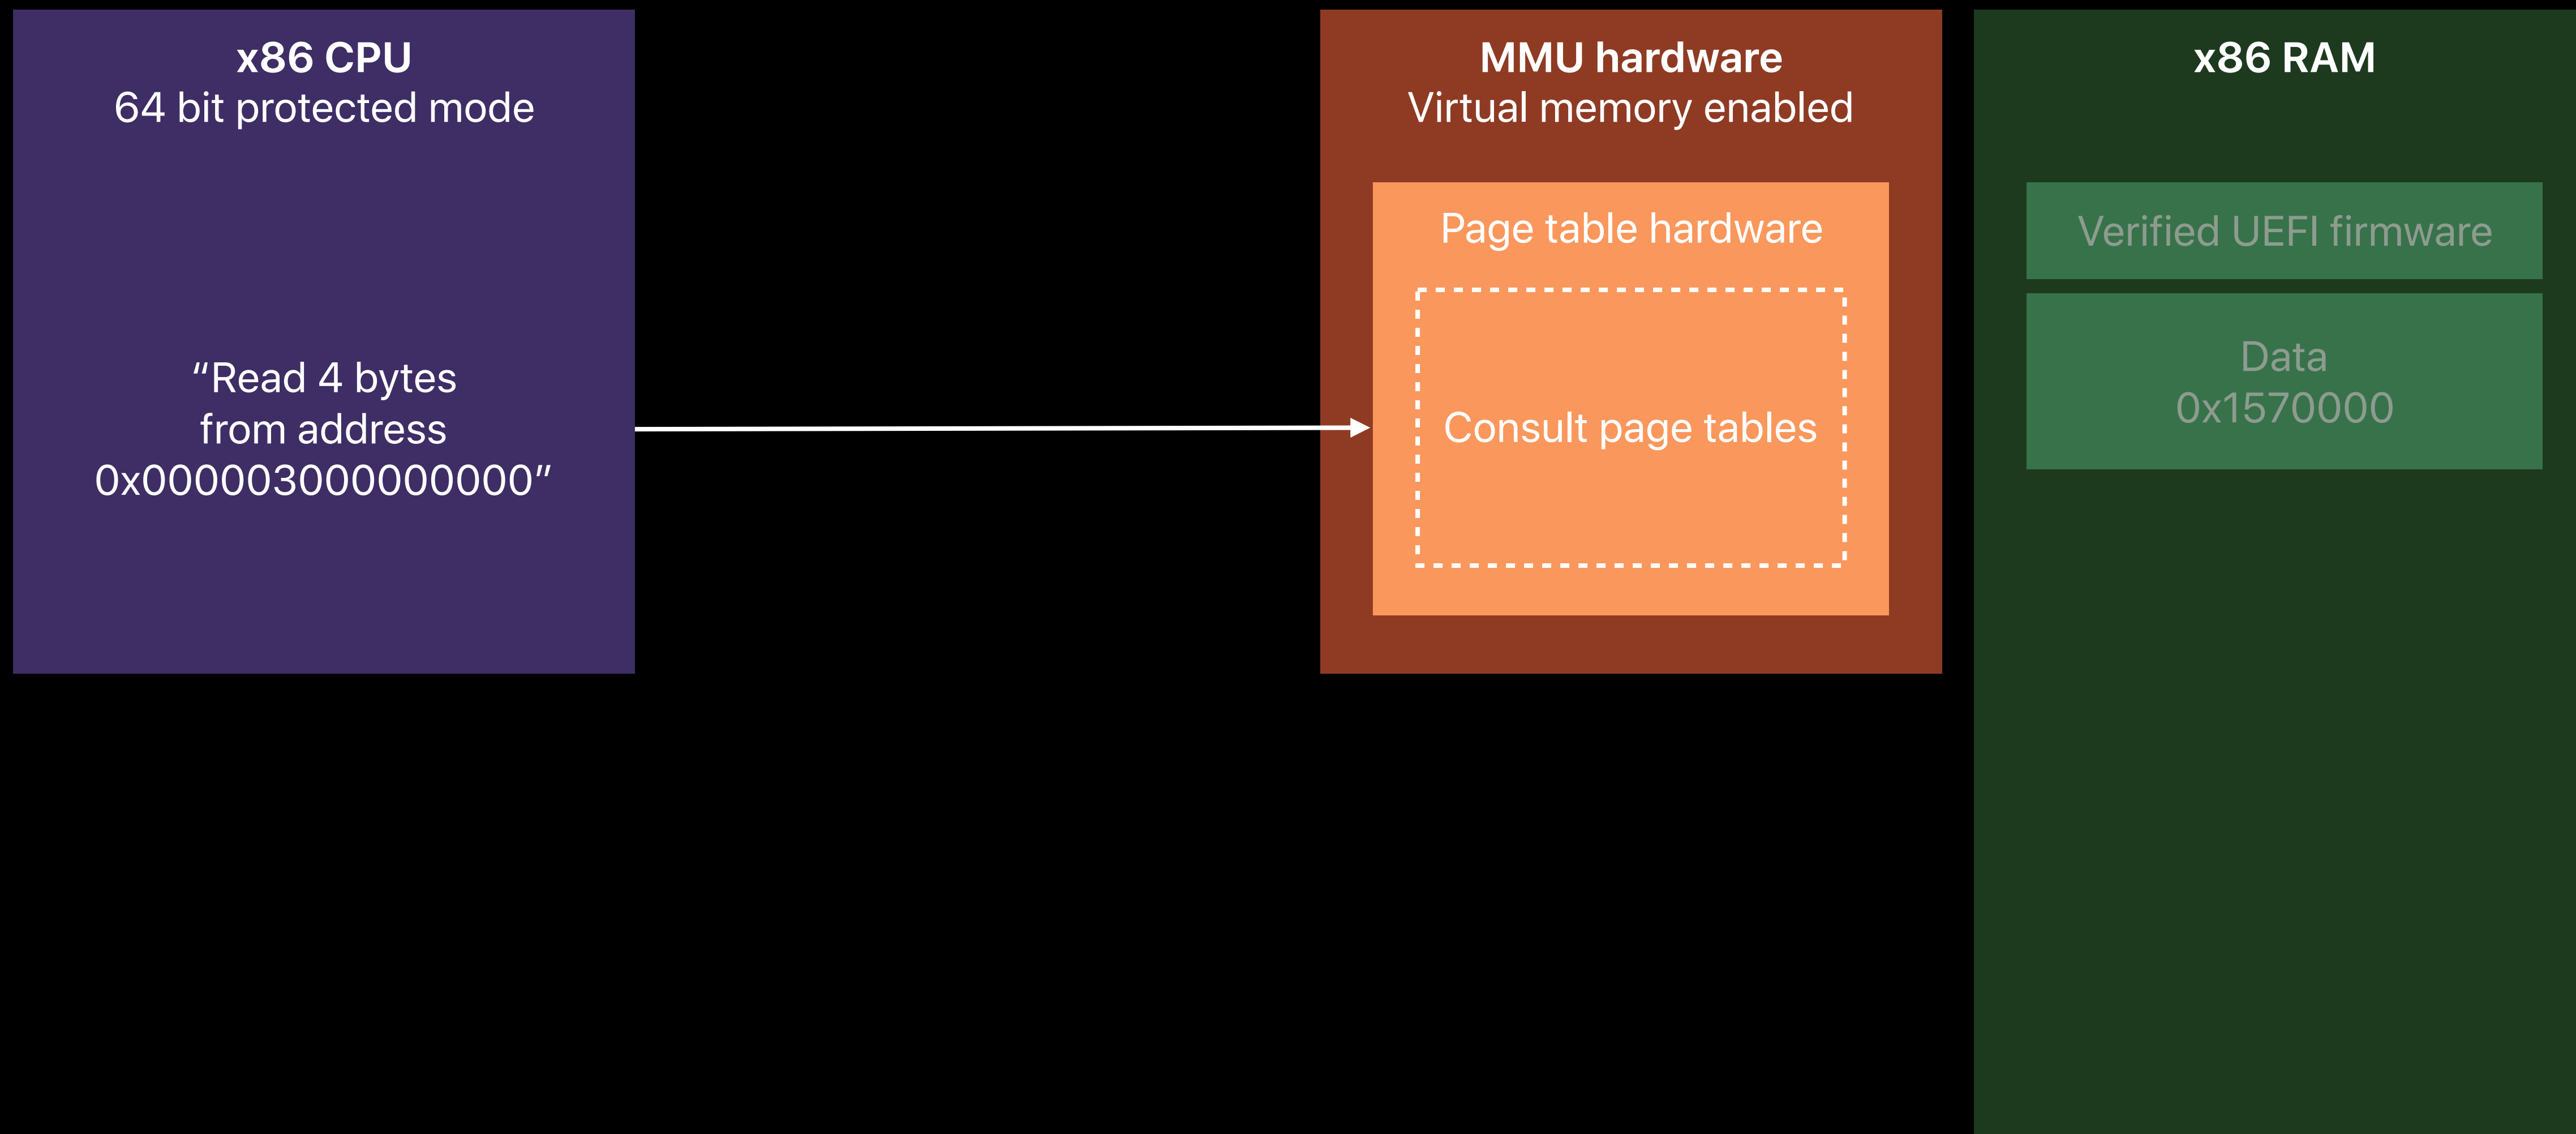 x86 CPU
64 bit protected mode
“Read 4 bytes
from address
0x000003000000000”
MMU hardware
Virtual memory enabled
Page table hardware
Consult page tables
x86 RAM
Verified UEFI firmware
Data
0x1570000